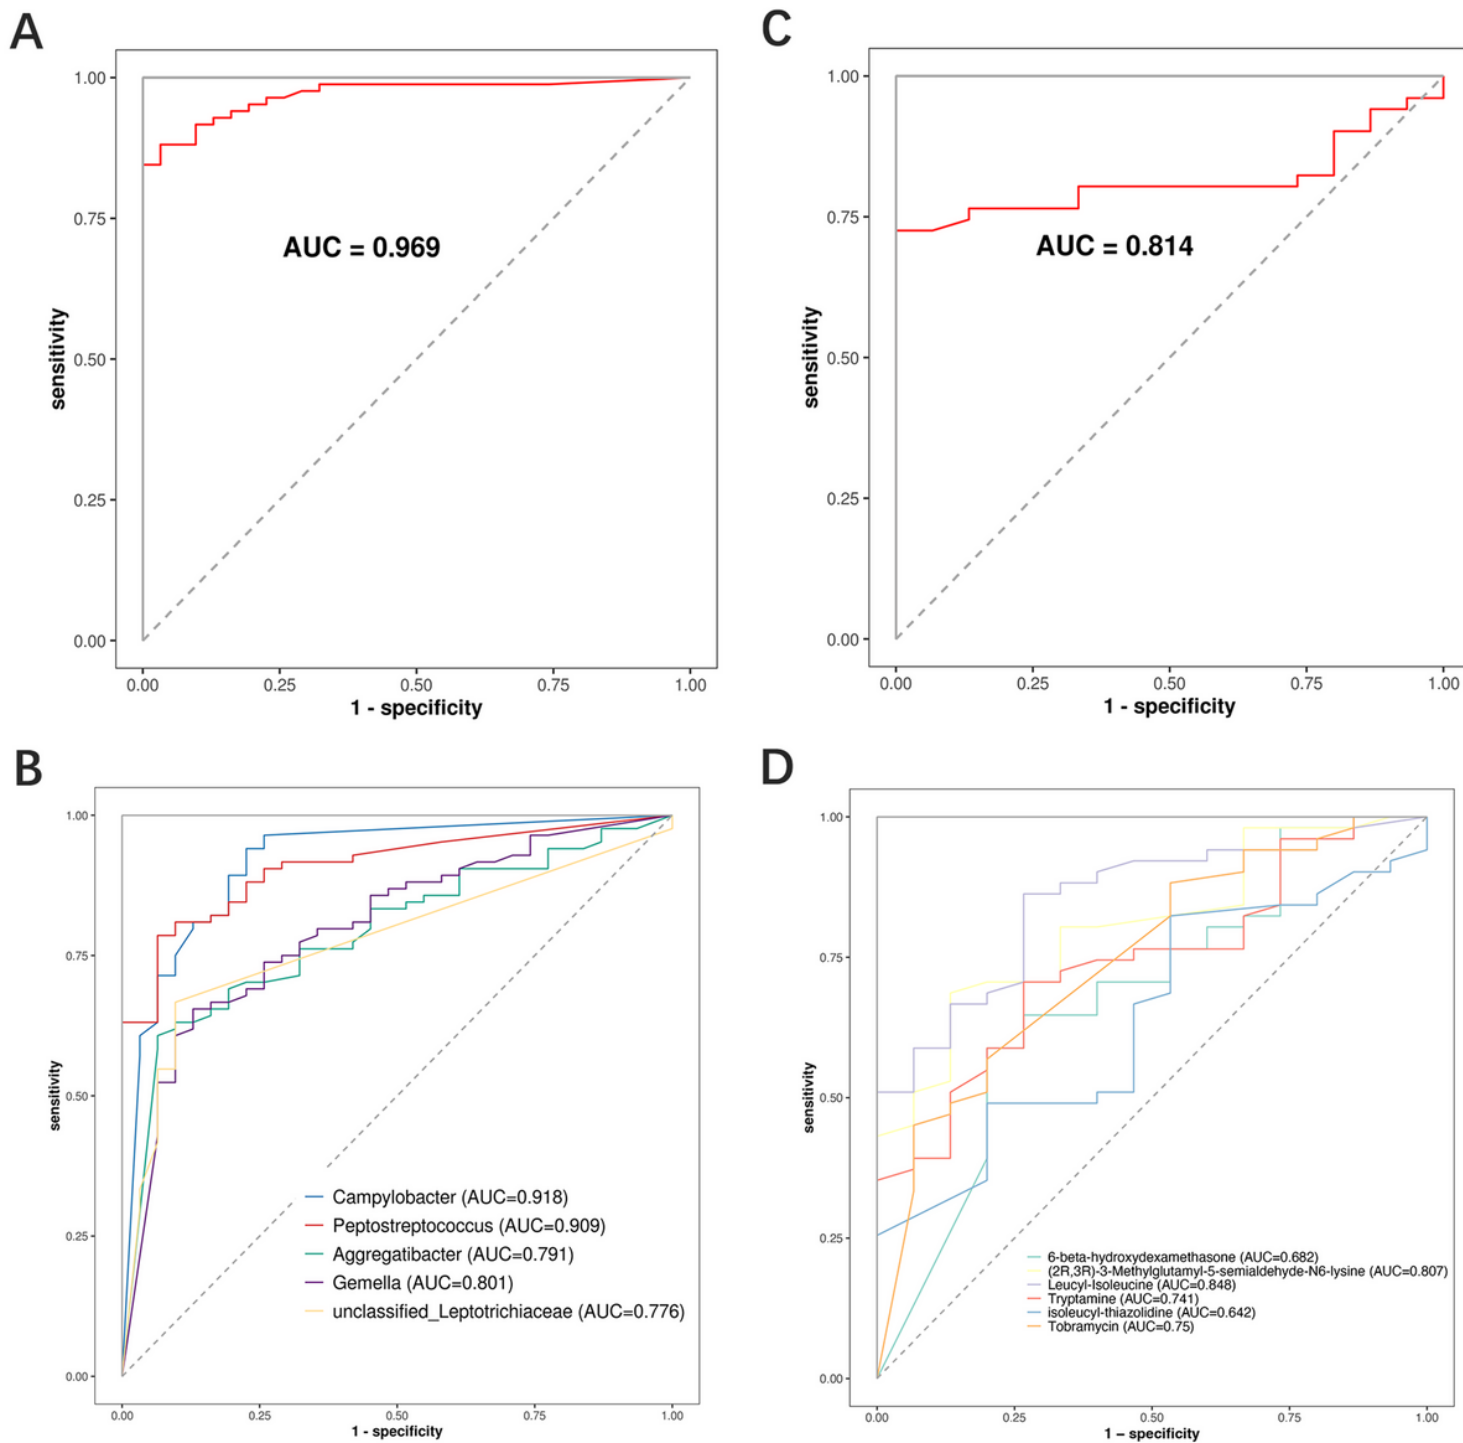 A
1.00
0.75
0.50
0.25
0.00
sensitivity
AUC = 0.969
0.00 0.25 0.50 0.75 1.00
1 - specificity
C
1.00
0.75
0.50
0.25
0.00
sensitivity
AUC = 0.814
0.00 0.25 0.50 0.75 1.00
1 - specificity
B
1.00
0.75
0.50
0.25
0.00
sensitivity
Campylobacter (AUC=0.918)
Peptostreptococcus (AUC=0.909)
Aggregatibacter (AUC=0.791)
Gemella (AUC=0.801)
unclassified_Leptotrichiaceae (AUC=0.776)
0.00 0.25 0.50 0.75 1.00
1 - specificity
D
1.00
0.75
0.50
0.25
0.00
sensitivity
6-beta-hydroxydexamethasone (AUC=0.682)
(2R,3R)-3-Methylglutamyl-5-semialdehyde-N6-lysine (AUC=0.807)
Leucyl-Isoleucine (AUC=0.848)
Tryptamine (AUC=0.741)
isoleucyl-thiazolidine (AUC=0.642)
Tobramycin (AUC=0.75)
0.00 0.25 0.50 0.75 1.00
1 – specificity